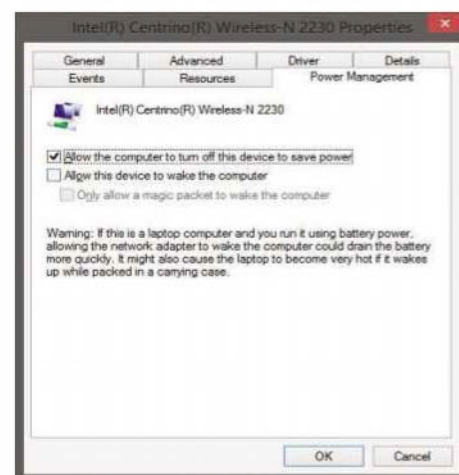 Intel(R) Centrino(R) Wireless-N 2230 Properties
General Advanced Driver Details
Events Resources Power Management
Intel(R) Centrino(R) Wireless-N 2230
Allow the computer to turn off this device to save power
Allow this device to wake the computer
Only allow a magic packet to wake the computer
Warning: If this is a laptop computer and you run it using battery power,
allowing the network adapter to wake the computer could drain the battery
more quickly. It might also cause the laptop to become very hot if it wakes
up while packed in a carrying case.
OK Cancel